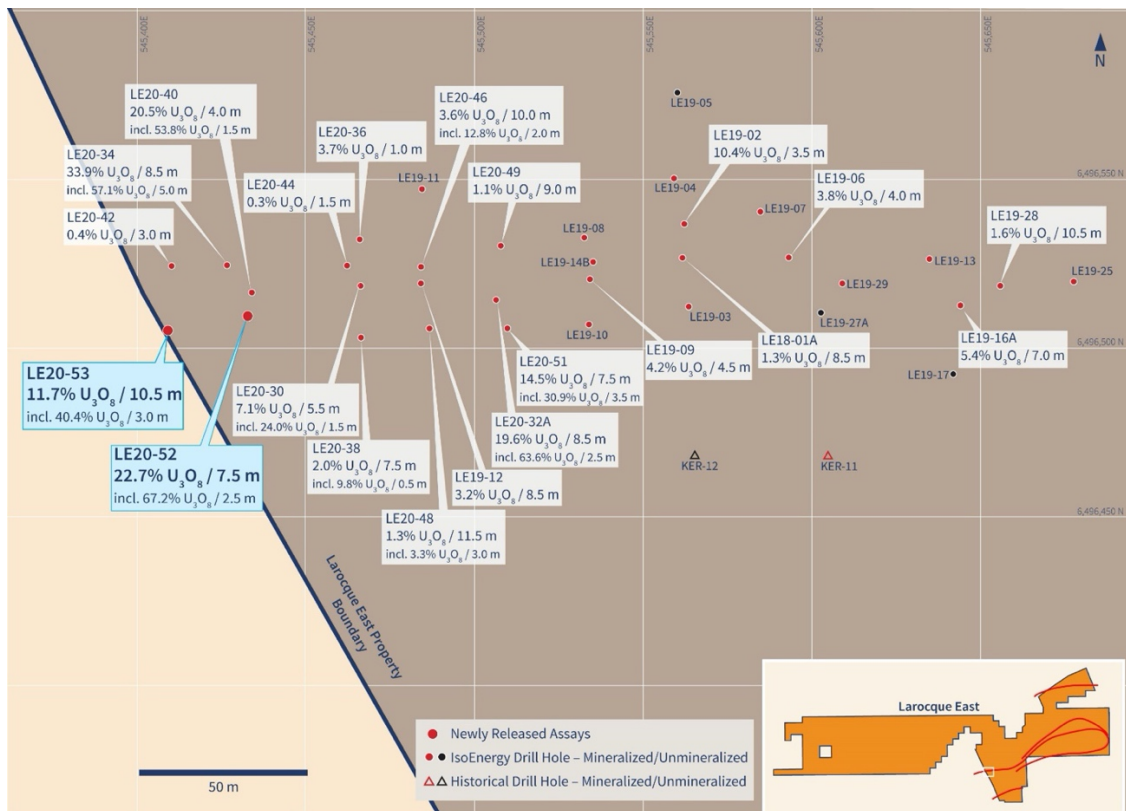 545,400E
545,450E
545,500E
545,550E
545,600E
545,650E
N
LE20-40
20.5% U₃O₈ / 4.0 m
incl. 53.8% U₃O₈ / 1.5 m
LE20-46
3.6% U₃O₈ / 10.0 m
incl. 12.8% U₃O₈ / 2.0 m
LE19-05
LE20-36
3.7% U₃O₈ / 1.0 m
LE19-02
10.4% U₃O₈ / 3.5 m
LE20-34
33.9% U₃O₈ / 8.5 m
incl. 57.1% U₃O₈ / 5.0 m
LE20-44
0.3% U₃O₈ / 1.5 m
LE19-11
LE20-49
1.1% U₃O₈ / 9.0 m
LE19-04
LE19-06
3.8% U₃O₈ / 4.0 m
6,496,550 N
LE20-42
0.4% U₃O₈ / 3.0 m
LE19-07
LE19-28
1.6% U₃O₈ / 10.5 m
LE19-08
LE19-14B
LE19-13
LE19-25
LE19-29
LE19-03
LE19-27A
LE19-10
LE19-09
4.2% U₃O₈ / 4.5 m
LE18-01A
1.3% U₃O₈ / 8.5 m
LE19-16A
5.4% U₃O₈ / 7.0 m
6,496,500 N
LE19-17
LE20-53
11.7% U₃O₈ / 10.5 m
incl. 40.4% U₃O₈ / 3.0 m
LE20-51
14.5% U₃O₈ / 7.5 m
incl. 30.9% U₃O₈ / 3.5 m
LE20-30
7.1% U₃O₈ / 5.5 m
incl. 24.0% U₃O₈ / 1.5 m
LE20-32A
19.6% U₃O₈ / 8.5 m
incl. 63.6% U₃O₈ / 2.5 m
LE20-52
22.7% U₃O₈ / 7.5 m
incl. 67.2% U₃O₈ / 2.5 m
LE20-38
2.0% U₃O₈ / 7.5 m
incl. 9.8% U₃O₈ / 0.5 m
LE19-12
3.2% U₃O₈ / 8.5 m
KER-12
KER-11
LE20-48
1.3% U₃O₈ / 11.5 m
incl. 3.3% U₃O₈ / 3.0 m
6,496,450 N
Larocque East Property
Boundary
Newly Released Assays
IsoEnergy Drill Hole – Mineralized/Unmineralized
Historical Drill Hole – Mineralized/Unmineralized
50 m
Larocque East